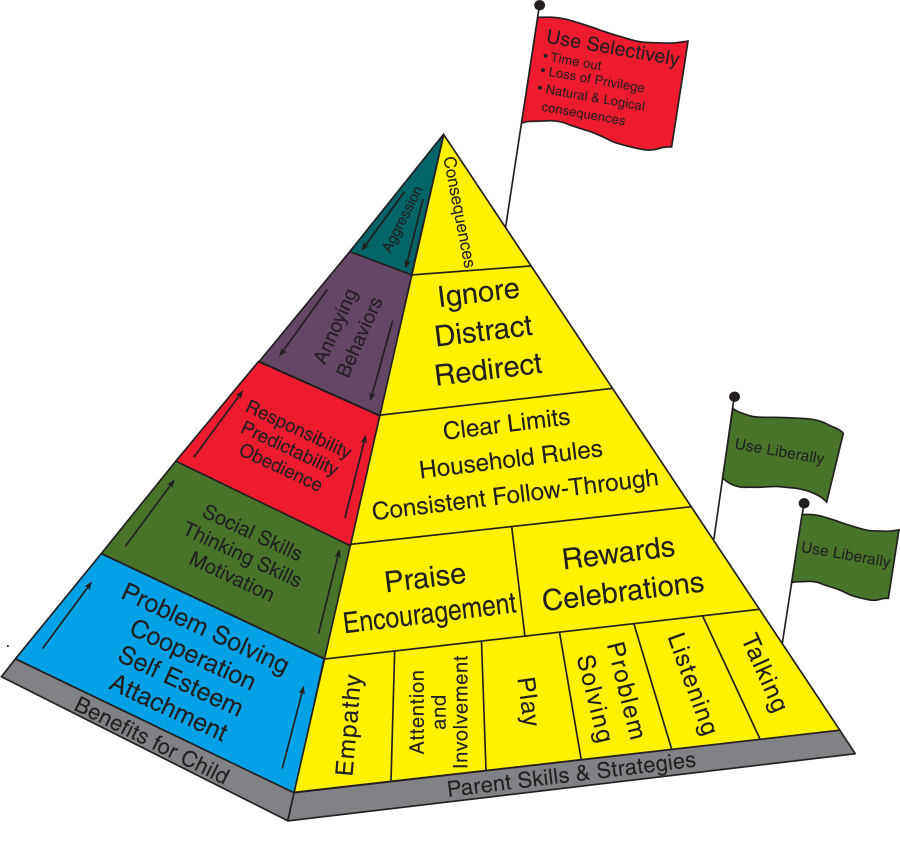 Use Selectively
• Time out
• Loss of Privilege
• Natural & Logical
consequences
Aggression
Consequences
Annoying
Behaviors
Ignore
Distract
Redirect
Responsibility
Predictability
Obedience
Clear Limits
Household Rules
Consistent Follow-Through
Use Liberally
Social Skills
Thinking Skills
Motivation
Praise
Encouragement
Rewards
Celebrations
Use Liberally
Problem Solving
Cooperation
Self Esteem
Attachment
Empathy
Attention
and
Involvement
Play
Problem
Solving
Listening
Talking
Benefits for Child
Parent Skills & Strategies